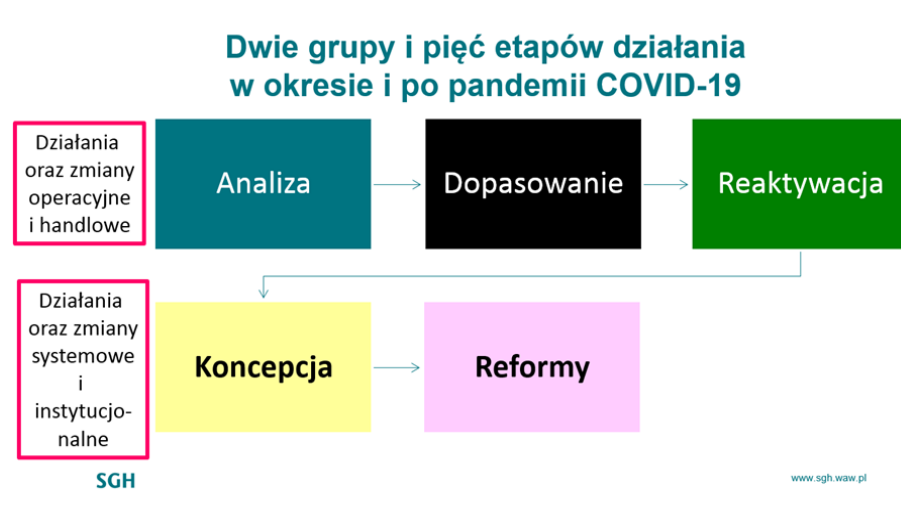 Dwie grupy i pięć etapów działania
w okresie i po pandemii COVID-19
Działania
oraz zmiany
operacyjne
i handlowe
Analiza
Dopasowanie
Reaktywacja
Działania
oraz zmiany
systemowe
i
instytucjo-
nalne
Koncepcja
Reformy
SGH
www.sgh.waw.pl